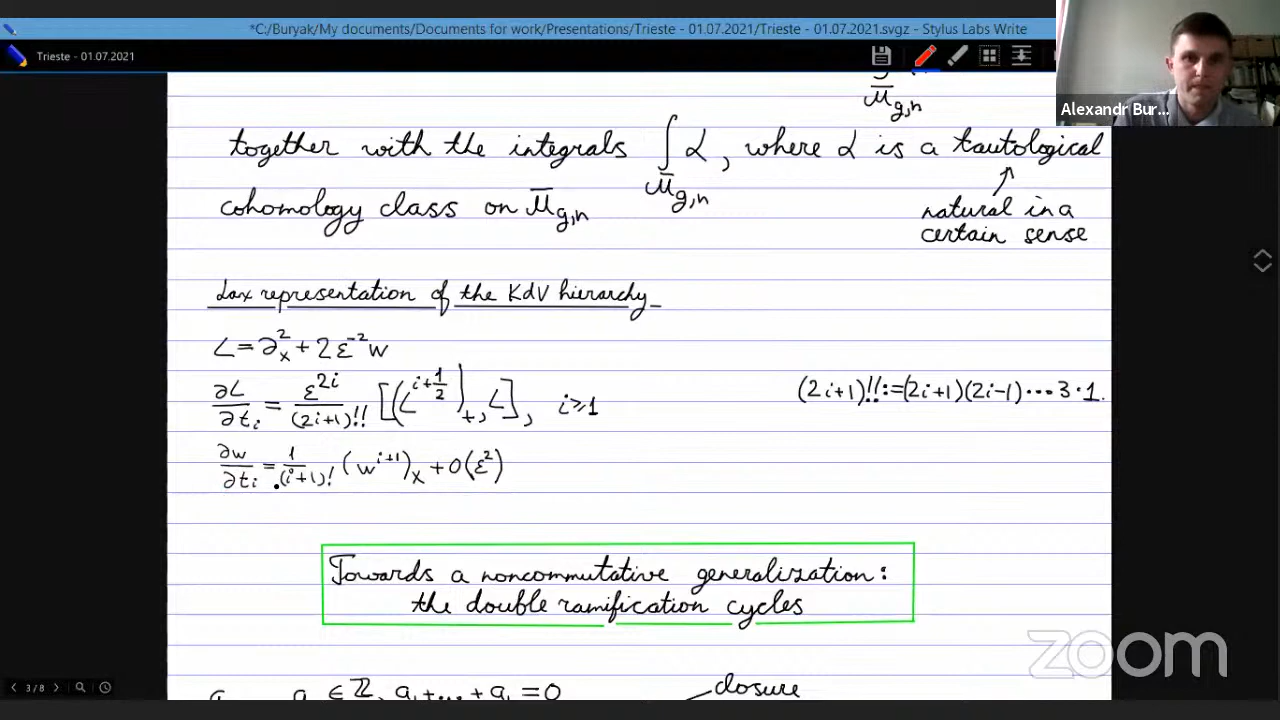 *C:/Buryak/My documents/Documents for work/Presentations/Trieste - 01.07.2021/Trieste - 01.07.2021.svgz - Stylus Labs Write
Trieste - 01.07.2021
Alexandr Bur...
M̄g,n
together with the integrals ∫M̄g,n α, where α is a tautological
cohomology class on M̄g,n
natural in a
certain sense
Lax representation of the KdV hierarchy
L = ∂x² + 2ε⁻²w
∂L/∂ti = ε^{2i}/(2i+1)!! [(L^{i+1/2})+, L], i≥1
(2i+1)!! := (2i+1)(2i-1)···3·1.
∂w/∂ti = 1/(i+1)! (w^{i+1})x + O(ε²)
Towards a noncommutative generalization:
the double ramification cycles
closure
zoom
3/8